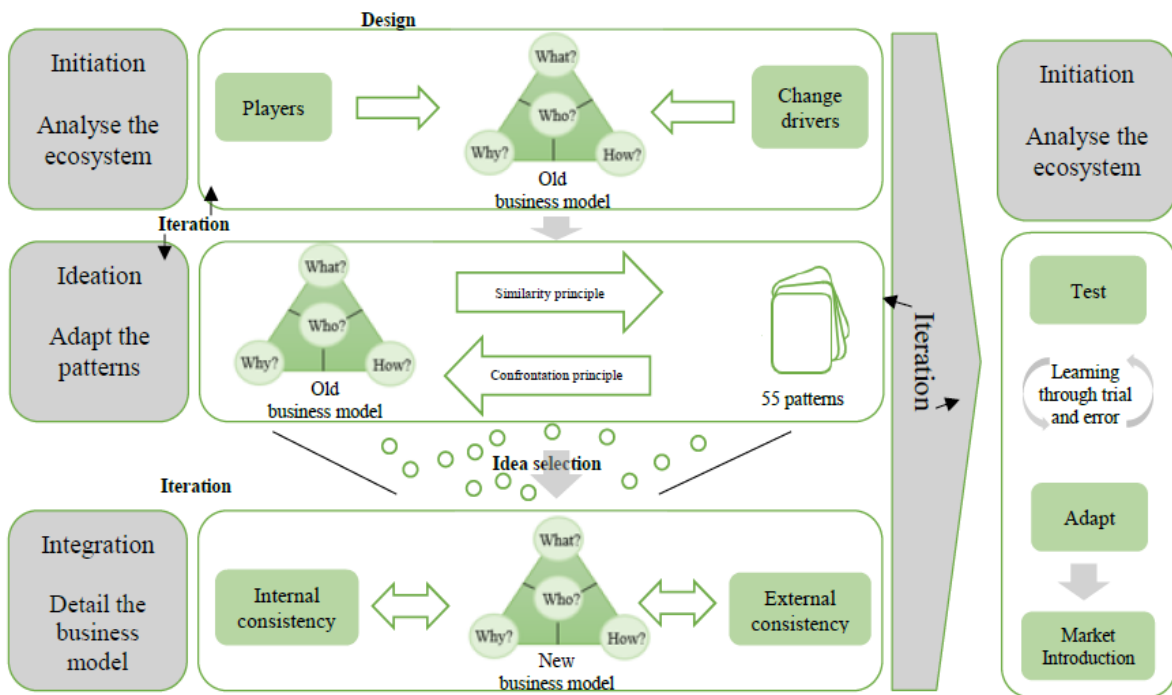 Design
Initiation
Analyse the
ecosystem
Players
What?
Who?
Why?
How?
Old
business model
Change
drivers
Iteration
Ideation
Adapt the
patterns
What?
Who?
Why?
How?
Old
business model
Similarity principle
Confrontation principle
55 patterns
Idea selection
Iteration
Integration
Detail the
business
model
Internal
consistency
What?
Who?
Why?
How?
New
business model
External
consistency
Iteration
Initiation
Analyse the
ecosystem
Test
Learning
through trial
and error
Adapt
Market
Introduction